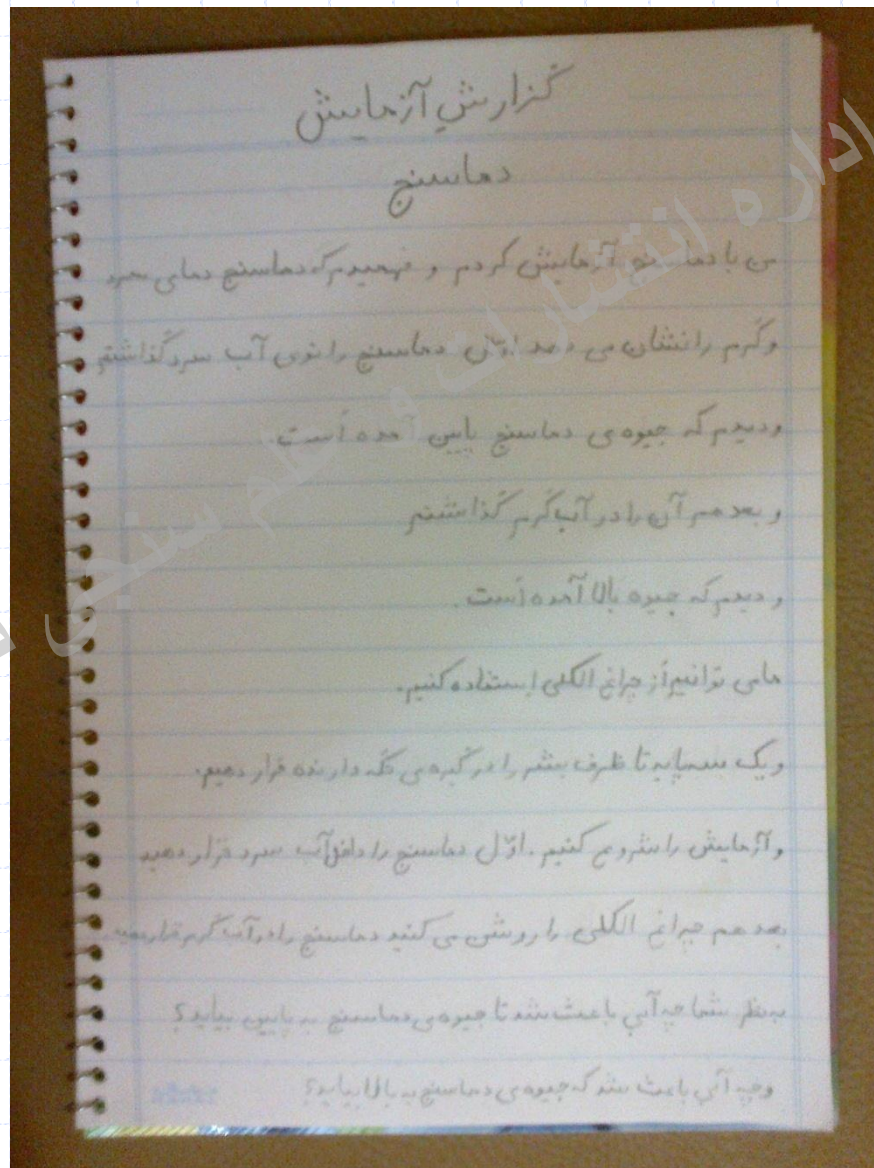 گزارش آزمایش
دماسنج
من با دماسنج آزمایش کردم و فهمیدم که دماسنج دمای سرد
و گرم را نشان می دهد اوّل دماسنج را توی آب سرد گذاشتم
و دیدم که جیوه ی دماسنج پایین آمده است.
و بعد هم آن را در آب گرم گذاشتم
و دیدم که جیوه بالا آمده است.
ما می توانیم از چراغ الکلی استفاده کنیم.
و یک سه پایه تا ظرف بشر را در گیره ی نگه دارنده قرار دهیم.
و آزمایش را شروع کنیم. اوّل دماسنج را داخل آب سرد قرار دهید
بعد هم چراغ الکلی را روشن می کنید دماسنج را در آب گرم قرار دهید
به نظر شما چه آبی باعث شد تا جیوه ی دماسنج به پایین بیاید؟
و چه آبی باعث شد که جیوه ی دماسنج به بالا بیاید؟
اداره انتشارات و علم سنجی